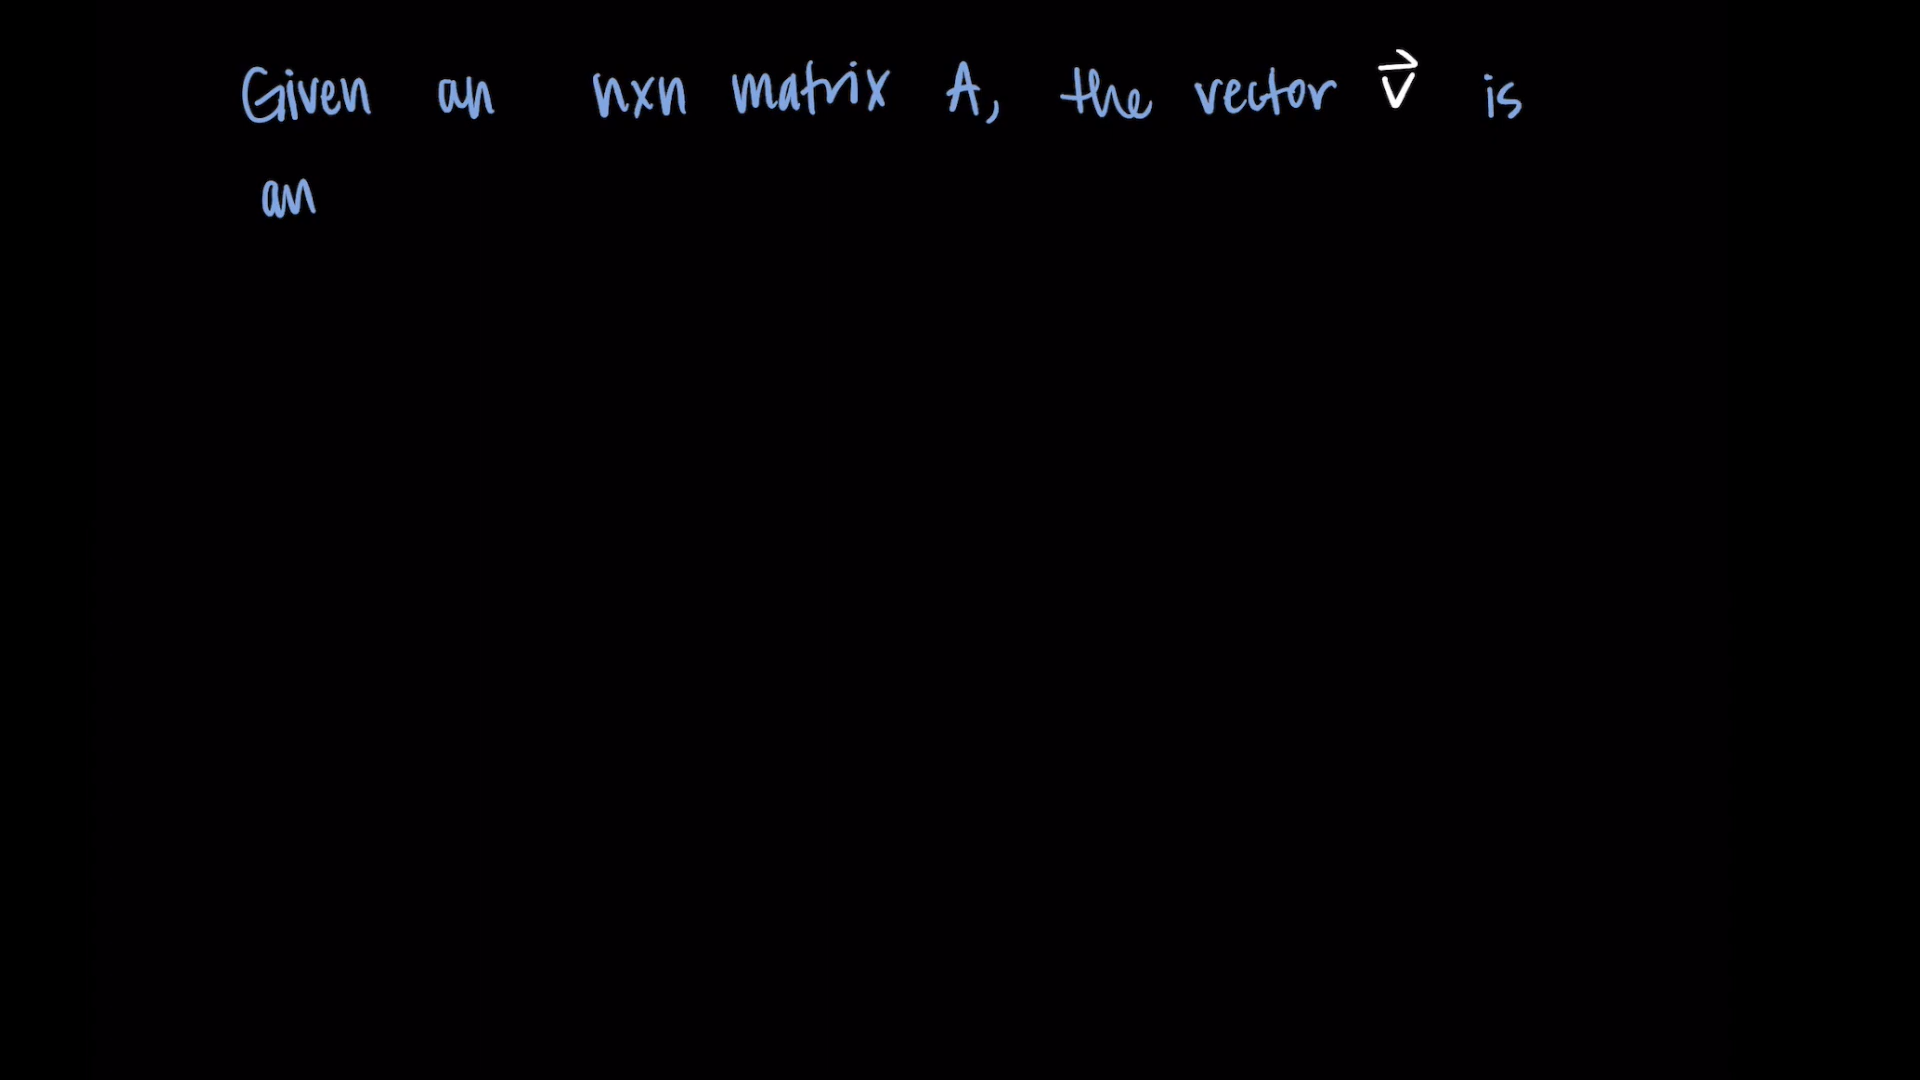 Given an nxn matrix A, the vector v⃗ is
an